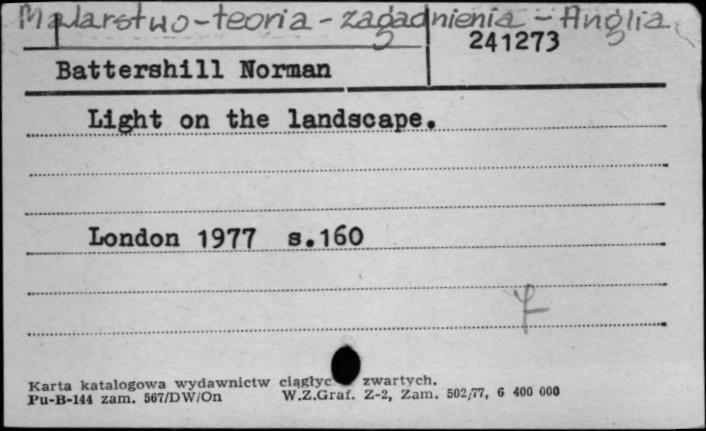 Malarstwo-teoria-zagadnienia-Anglia
241273
Battershill Norman
Light on the landscape.
London 1977 s.160
Karta katalogowa wydawnictw ciągłyc zwartych.
Pu-B-144 zam. 567/DW/On W.Z.Graf. Z-2, Zam. 502/77, 6 400 000